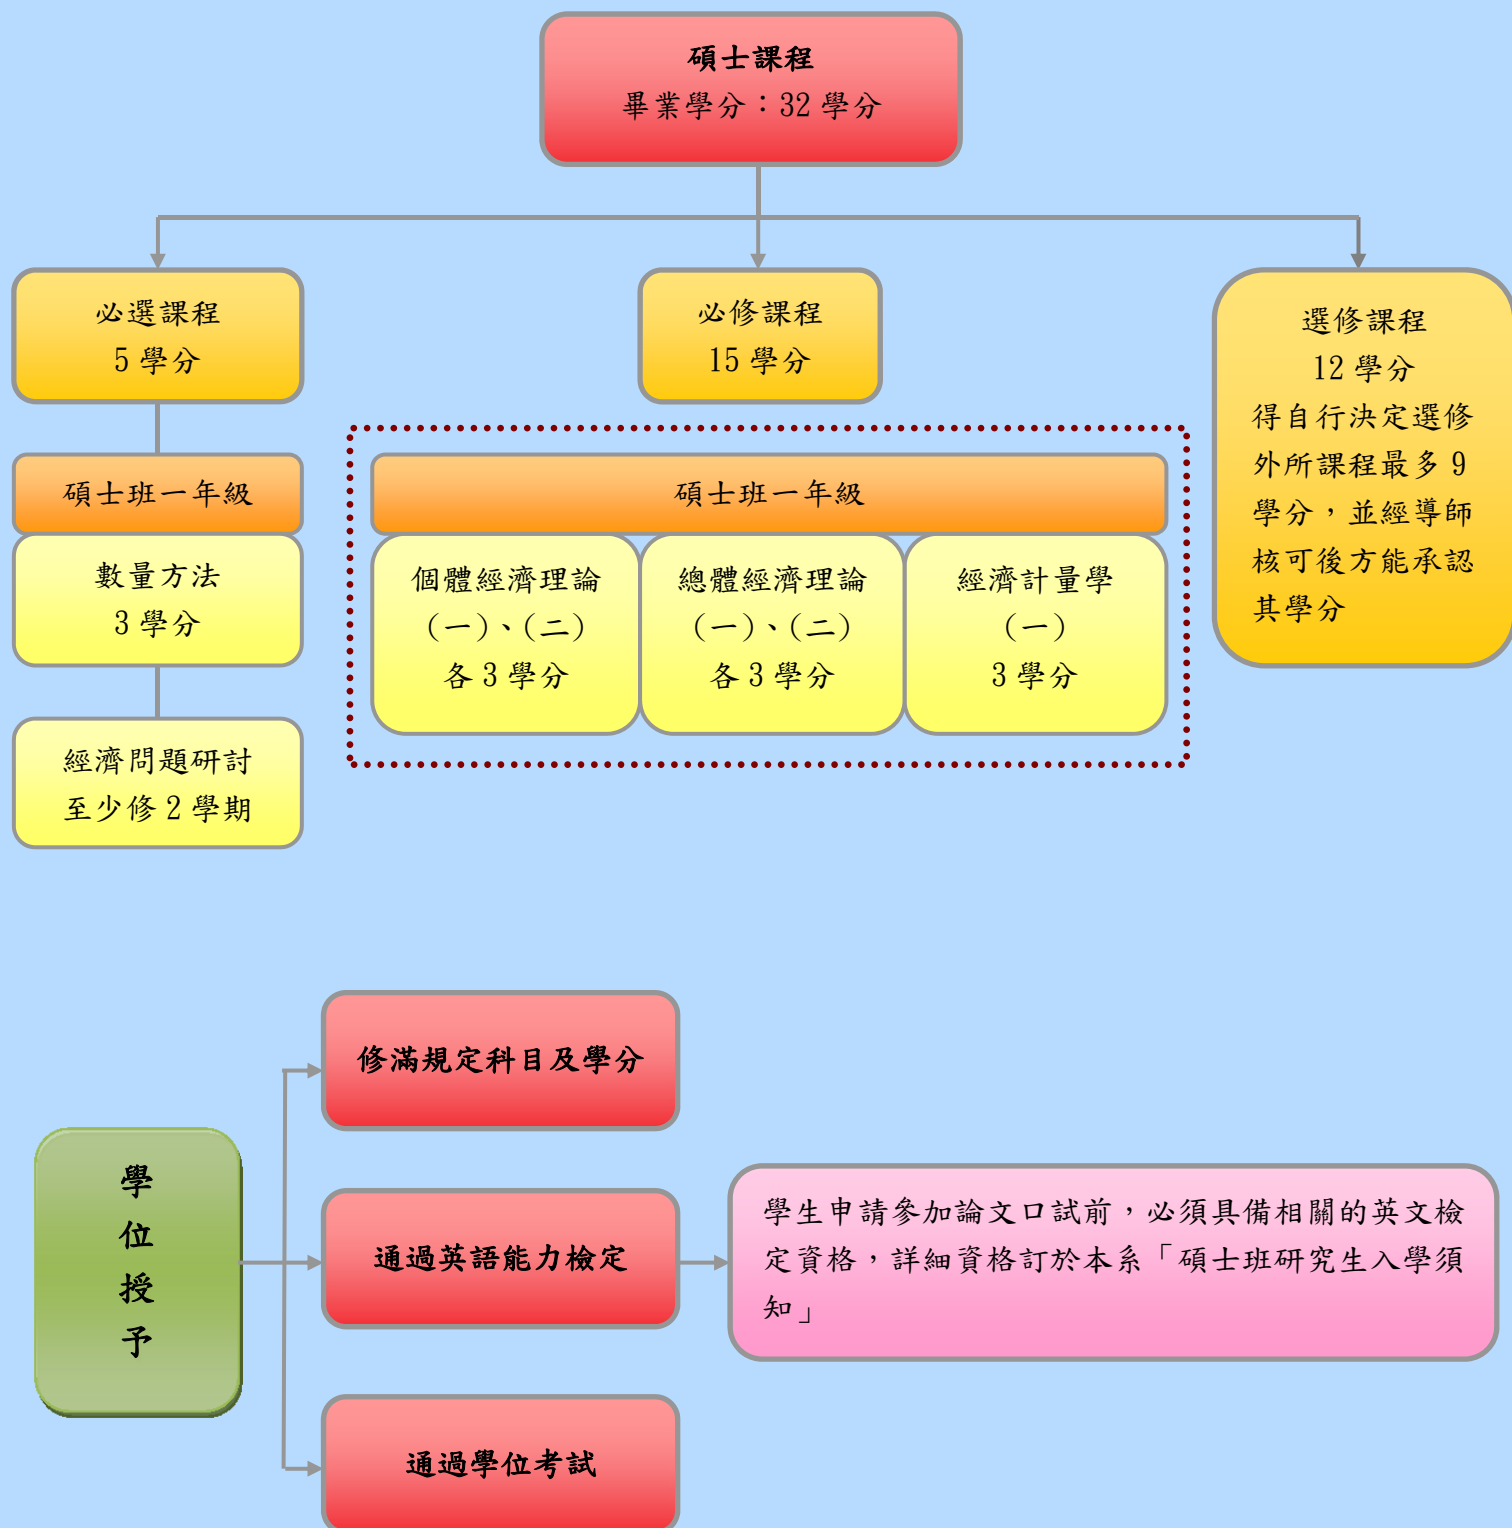 碩士課程
畢業學分：32 學分
必選課程
5 學分
碩士班一年級
數量方法
3 學分
經濟問題研討
至少修 2 學期
必修課程
15 學分
碩士班一年級
個體經濟理論
(一)、(二)
各 3 學分
總體經濟理論
(一)、(二)
各 3 學分
經濟計量學
(一)
3 學分
選修課程
12 學分
得自行決定選修
外所課程最多 9
學分，並經導師
核可後方能承認
其學分
學
位
授
予
修滿規定科目及學分
通過英語能力檢定
學生申請參加論文口試前，必須具備相關的英文檢
定資格，詳細資格訂於本系「碩士班研究生入學須
知」
通過學位考試